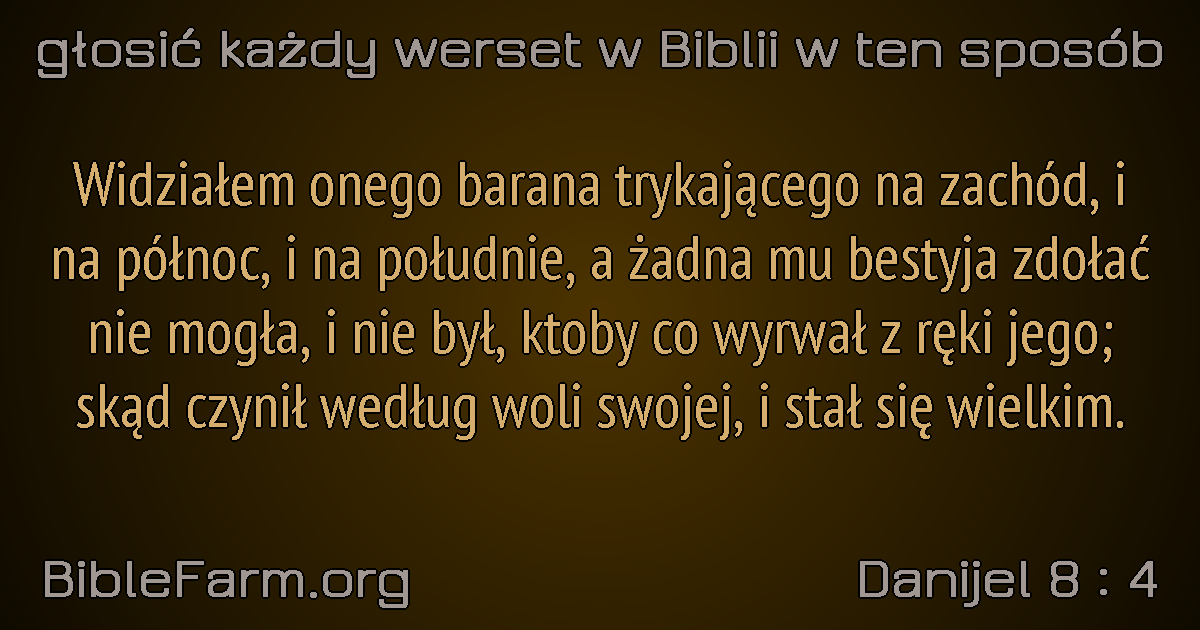 głosić każdy werset w Biblii w ten sposób
Widziałem onego barana trykającego na zachód, i
na północ, i na południe, a żadna mu bestyja zdołać
nie mogła, i nie był, ktoby co wyrwał z ręki jego;
skąd czynił według woli swojej, i stał się wielkim.
BibleFarm.org
Danijel 8 : 4